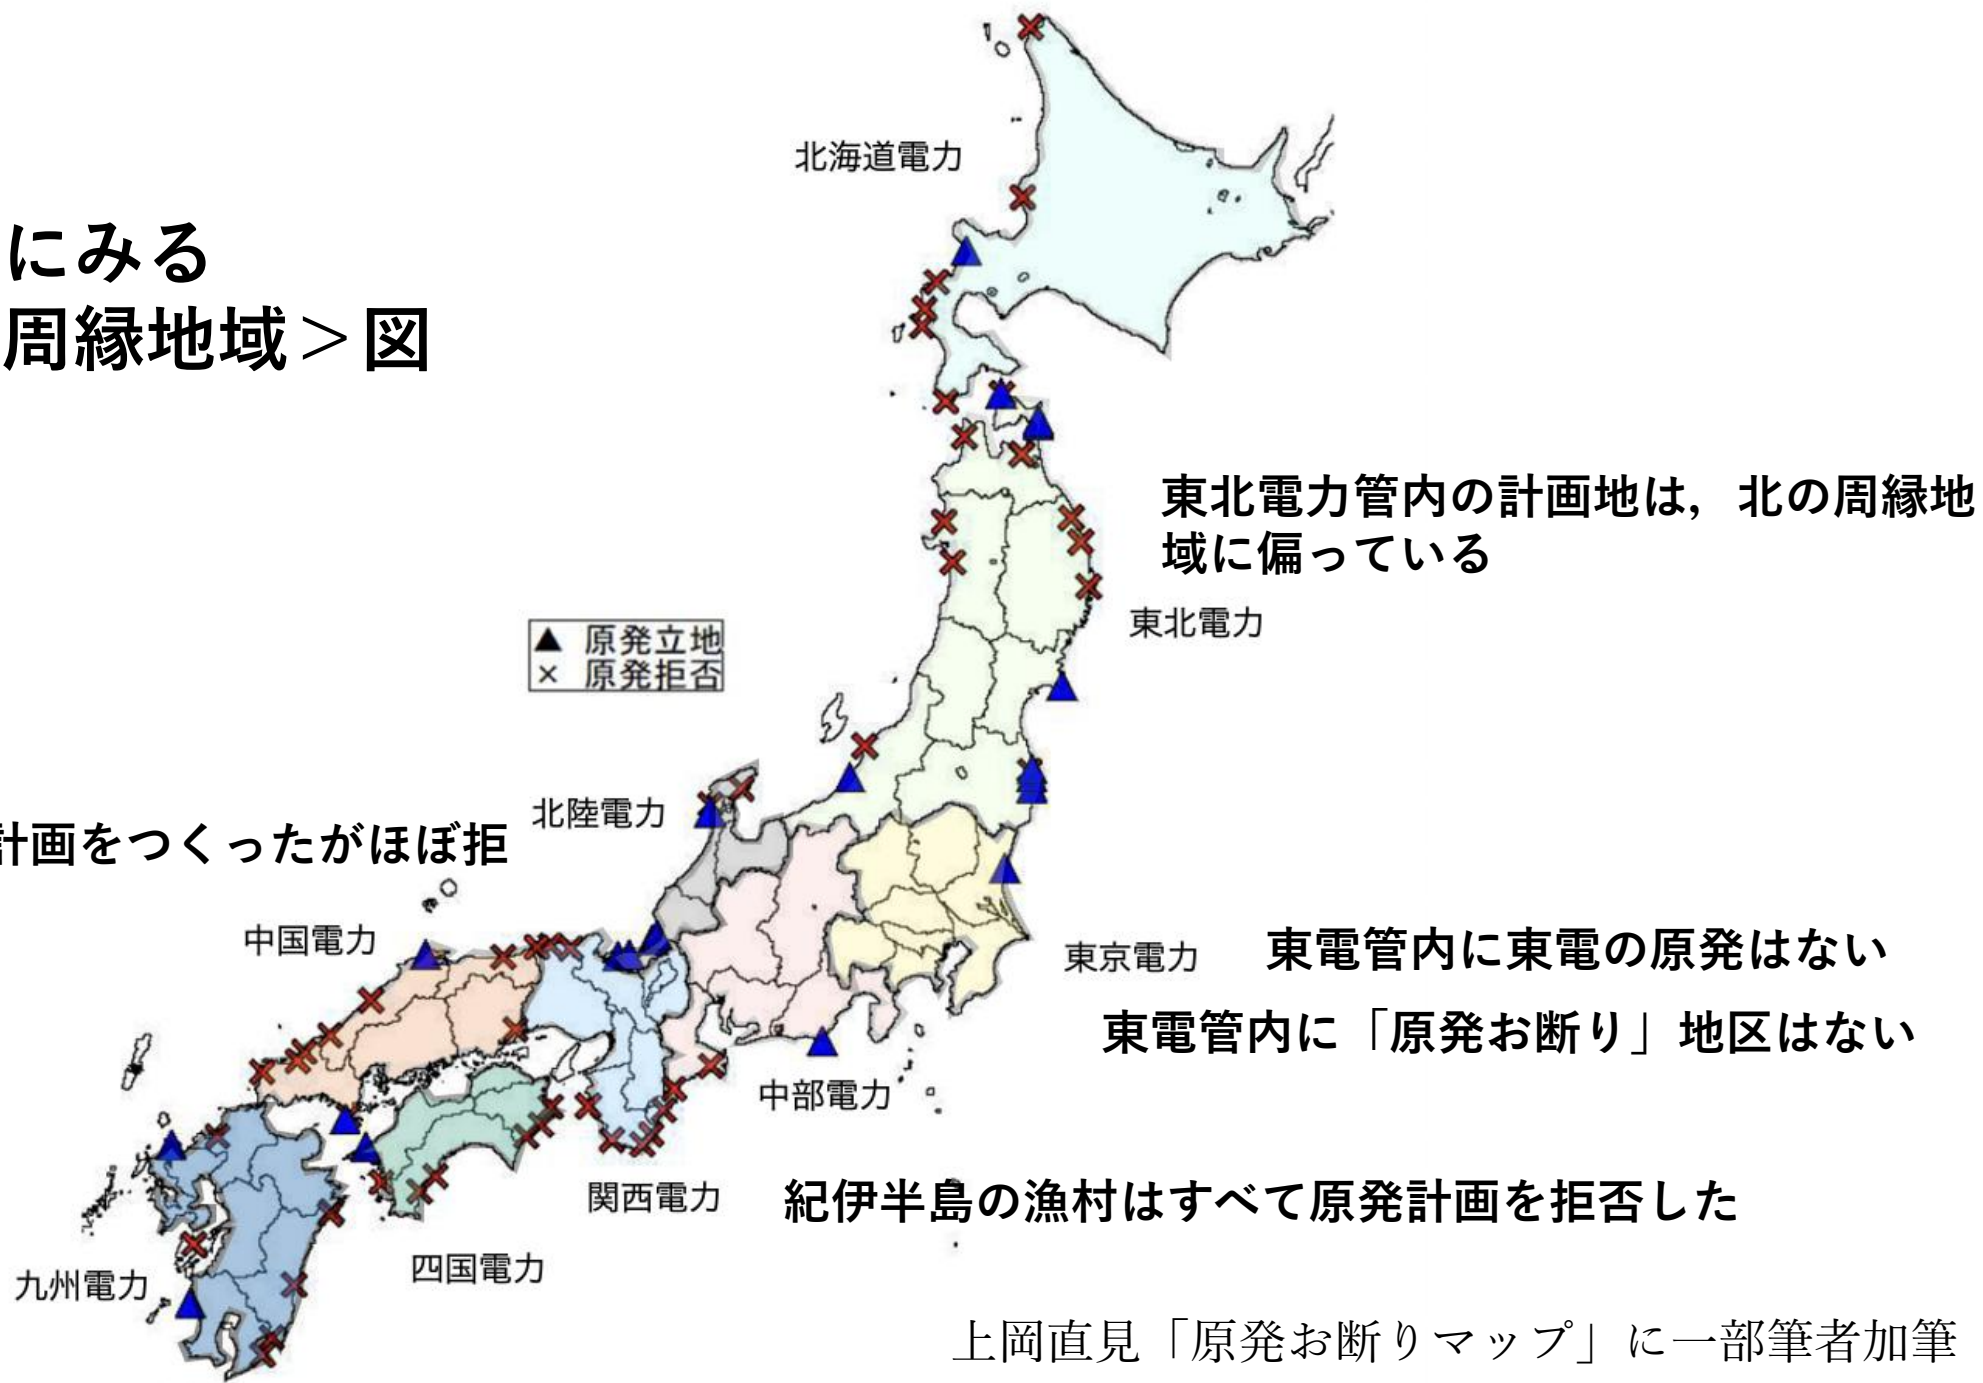 北海道電力
にみる
周縁地域＞図
東北電力管内の計画地は，北の周縁地
域に偏っている
東北電力
▲ 原発立地
× 原発拒否
北陸電力
計画をつくったがほぼ拒
中国電力
東京電力
東電管内に東電の原発はない
東電管内に「原発お断り」地区はない
中部電力
関西電力
紀伊半島の漁村はすべて原発計画を拒否した
四国電力
九州電力
上岡直見「原発お断りマップ」に一部筆者加筆